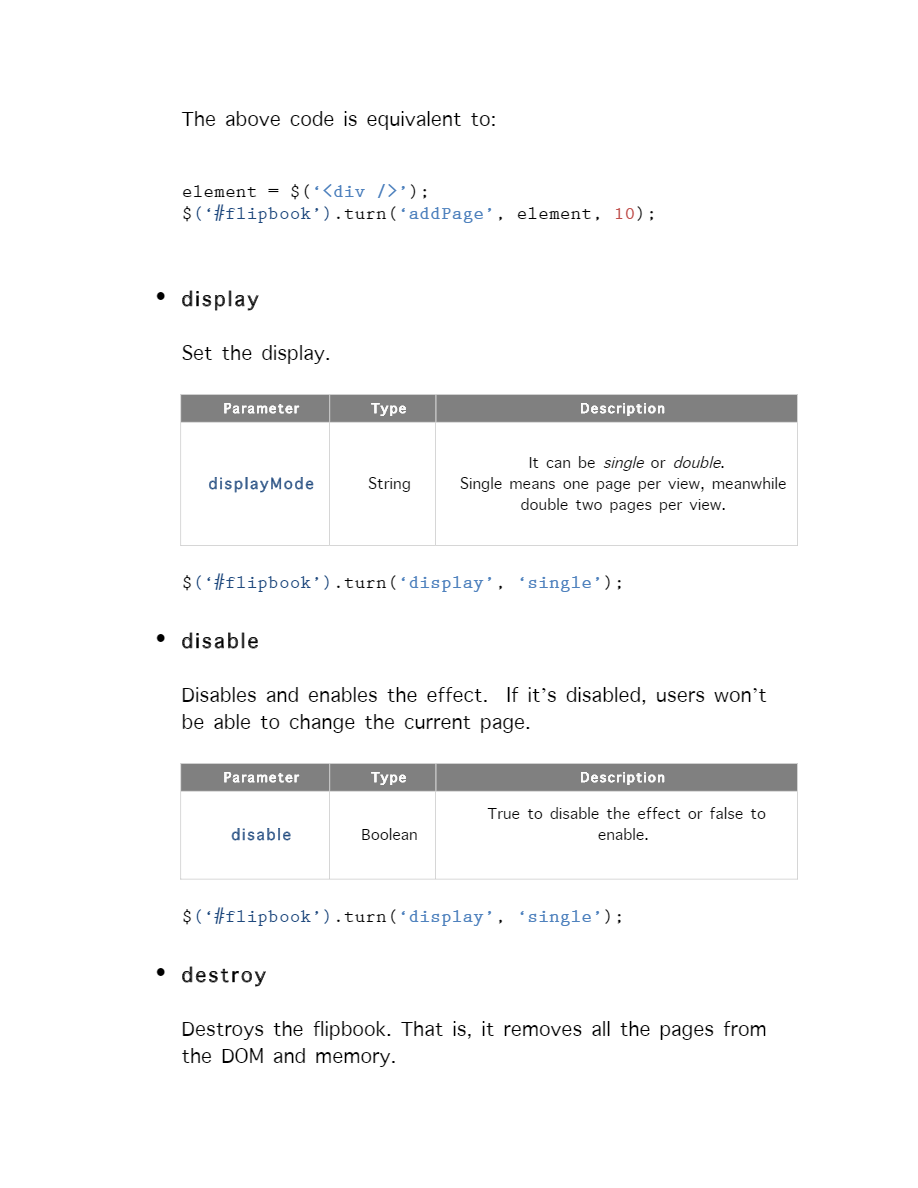 The above code is equivalent to:
element = $(‘<div />’);
$(‘#flipbook’).turn(‘addPage’, element, 10);
• display
Set the display.
Parameter Type Description
It can be single or double.
displayMode String Single means one page per view, meanwhile
double two pages per view.
$(‘#flipbook’).turn(‘display’, ‘single’);
• disable
Disables and enables the effect.  If it’s disabled, users won’t
be able to change the current page.
Parameter Type Description
True to disable the effect or false to
disable Boolean enable.
$(‘#flipbook’).turn(‘display’, ‘single’);
• destroy
Destroys the flipbook. That is, it removes all the pages from
the DOM and memory.